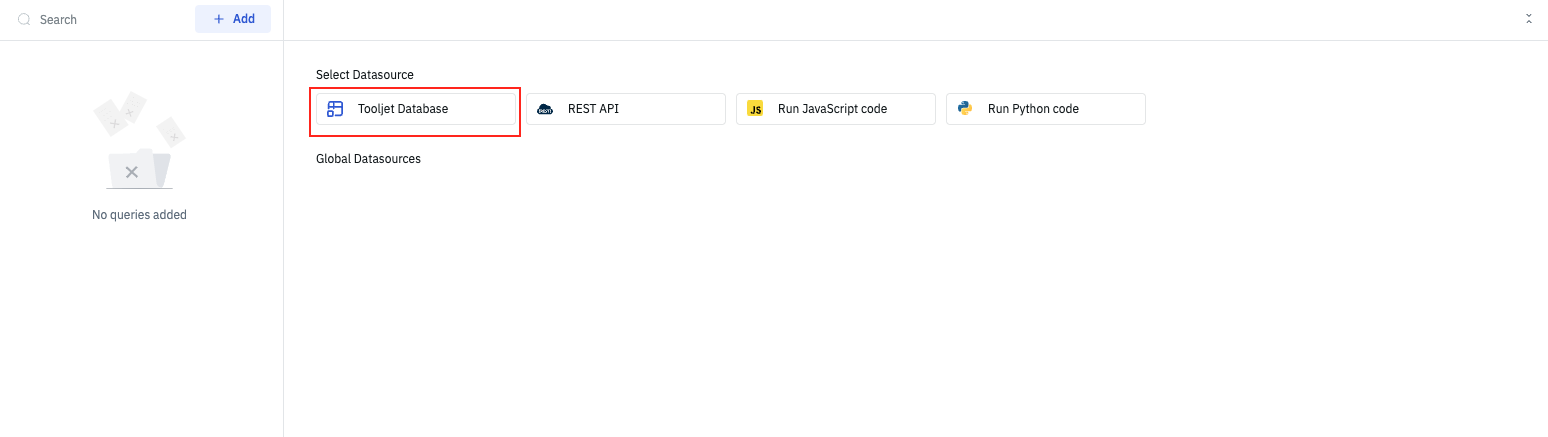 Search
+ Add
No queries added
Select Datasource
Tooljet Database
REST API
JS Run JavaScript code
Run Python code
Global Datasources